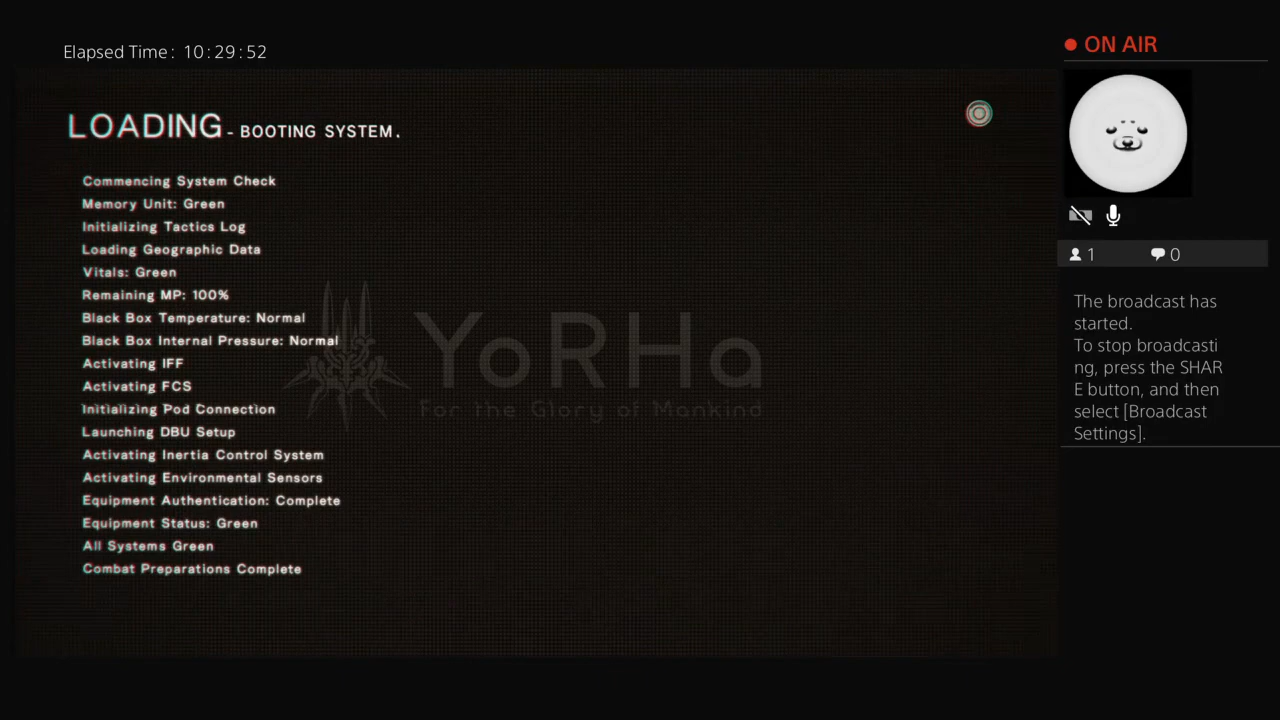 Elapsed Time: 10:29:52
LOADING - BOOTING SYSTEM.
Commencing System Check
Memory Unit: Green
Initializing Tactics Log
Loading Geographic Data
Vitals: Green
Remaining MP: 100%
Black Box Temperature: Normal
Black Box Internal Pressure: Normal
Activating IFF
Activating FCS
Initializing Pod Connection
Launching DBU Setup
Activating Inertia Control System
Activating Environmental Sensors
Equipment Authentication: Complete
Equipment Status: Green
All Systems Green
Combat Preparations Complete
YoRHa
For the Glory of Mankind
ON AIR
1
0
The broadcast has
started.
To stop broadcasti
ng, press the SHAR
E button, and then
select [Broadcast
Settings].